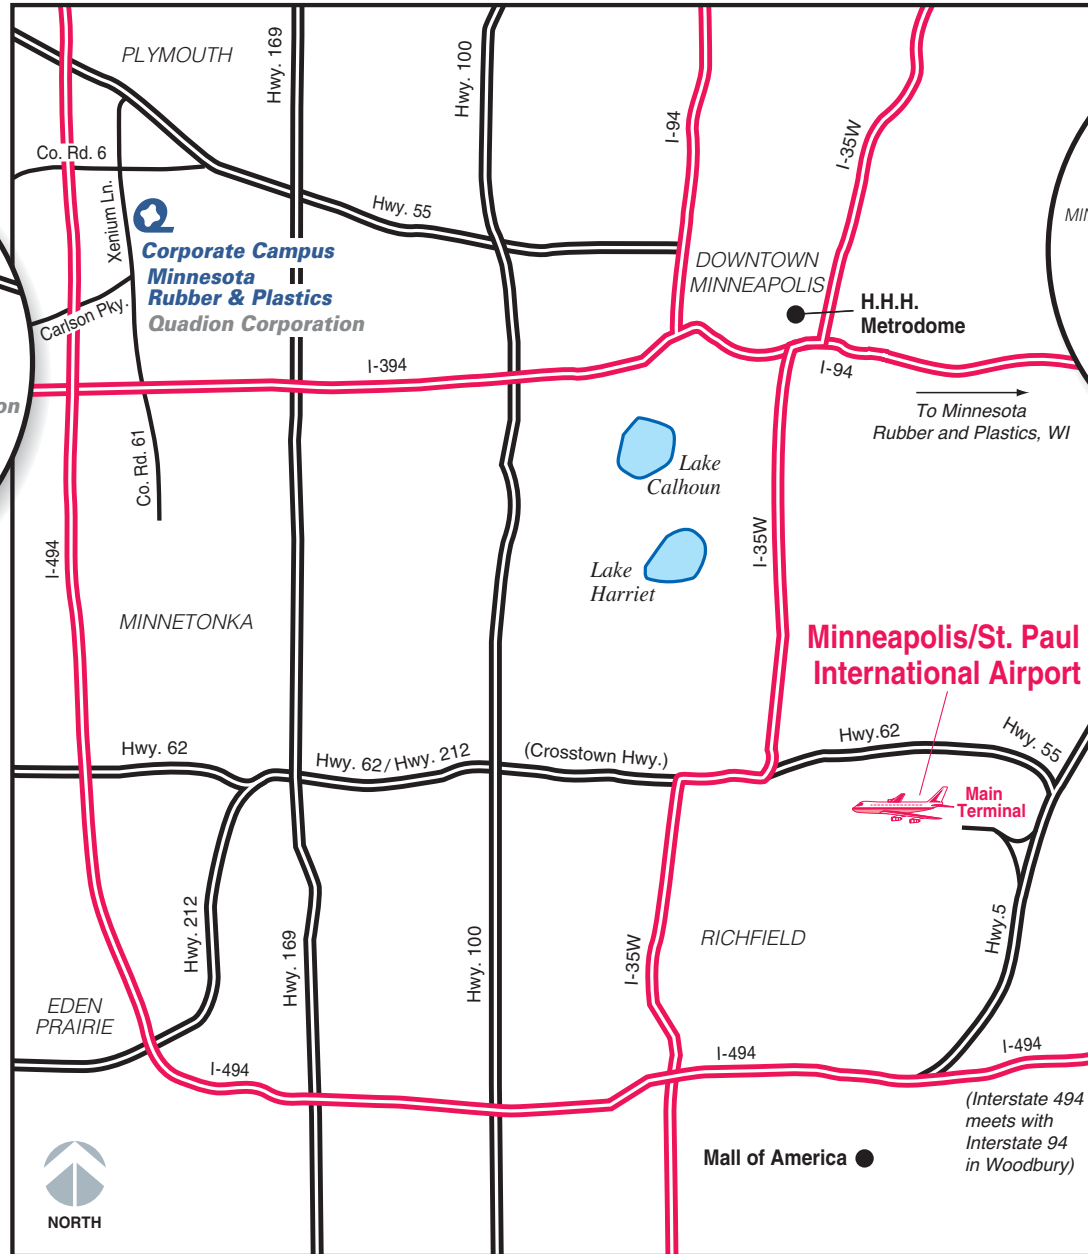 PLYMOUTH
Hwy. 169
Hwy. 100
I-94
I-35W
Co. Rd. 6
Xenium Ln.
Hwy. 55
Corporate Campus
Minnesota
Rubber & Plastics
Quadion Corporation
Carlson Pky.
DOWNTOWN
MINNEAPOLIS
H.H.H.
Metrodome
I-394
I-94
To Minnesota
Rubber and Plastics, WI
Co. Rd. 61
Lake
Calhoun
I-494
I-35W
Lake
Harriet
MINNETONKA
Minneapolis/St. Paul
International Airport
Hwy. 62
Hwy. 62/Hwy. 212
(Crosstown Hwy.)
Hwy.62
Hwy. 55
Main
Terminal
Hwy. 212
Hwy. 169
Hwy. 100
I-35W
RICHFIELD
Hwy.5
EDEN
PRAIRIE
I-494
I-494
I-494
(Interstate 494
meets with
Interstate 94
in Woodbury)
Mall of America
NORTH